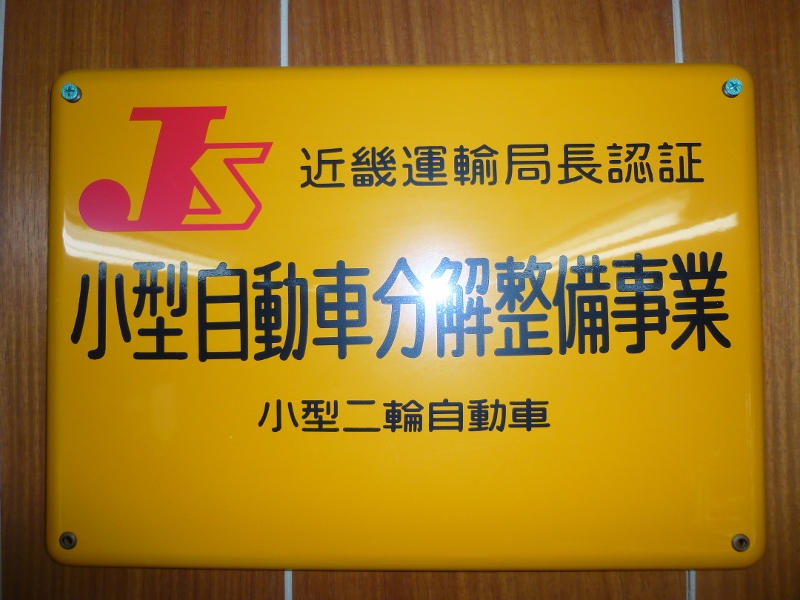 JS
近畿運輸局長認証
小型自動車分解整備事業
小型二輪自動車